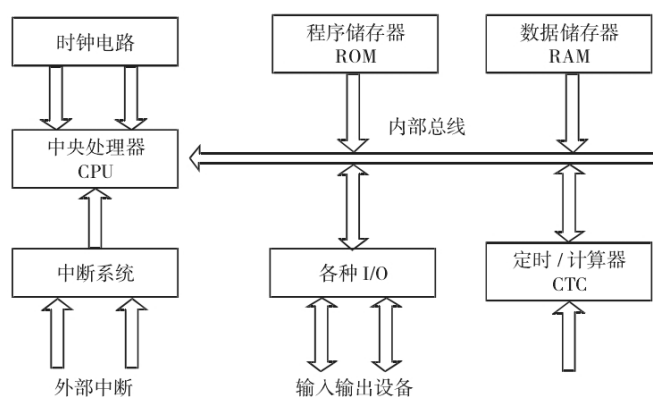 时钟电路
程序储存器
ROM
数据储存器
RAM
内部总线
中央处理器
CPU
中断系统
各种 I/O
定时 / 计算器
CTC
外部中断
输入输出设备